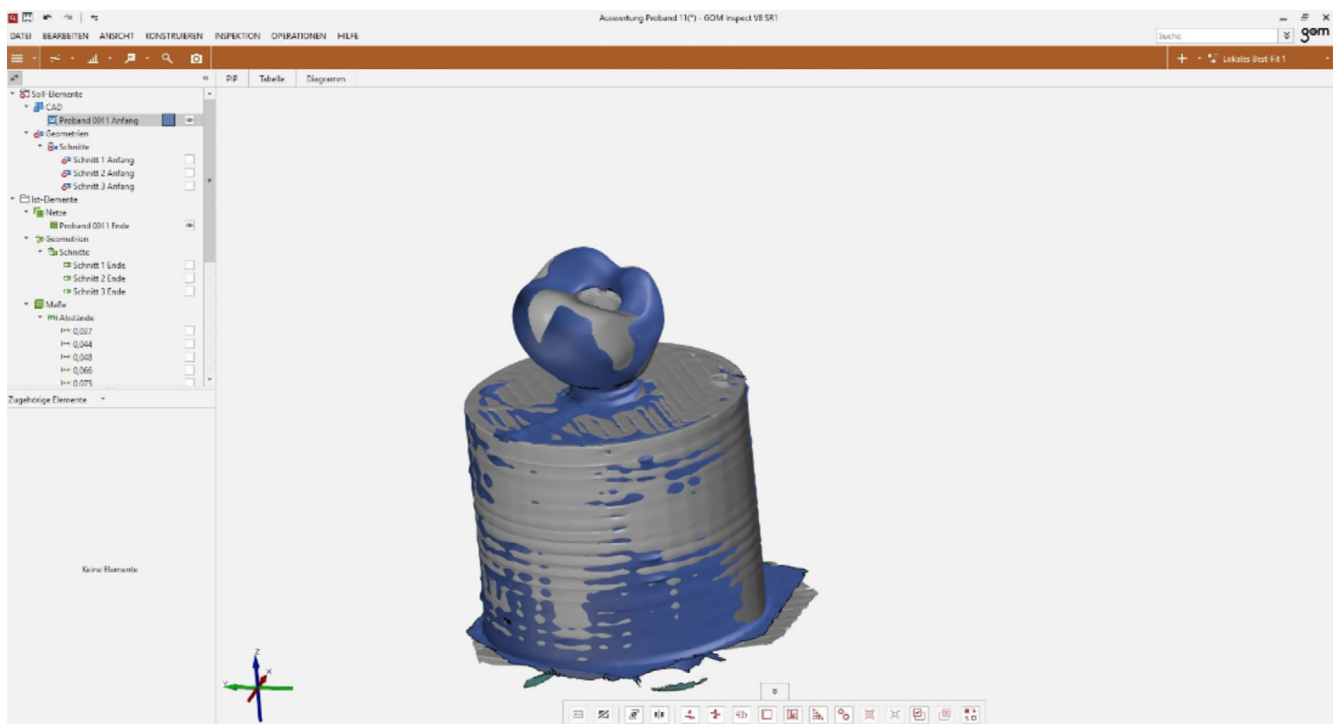 Auswertung Proband 11(*) - GOM Inspect V8 SR1
DATEI BEARBEITEN ANSICHT KONSTRUIEREN INSPEKTION OPERATIONEN HILFE
Suche
gom
Lokales Best-Fit 1
PIP Tabelle Diagramm
Soll-Elemente
CAD
Proband 0011 Anfang
Geometrien
Schnitte
Schnitt 1 Anfang
Schnitt 2 Anfang
Schnitt 3 Anfang
Ist-Elemente
Netze
Proband 0011 Ende
Geometrien
Schnitte
Schnitt 1 Ende
Schnitt 2 Ende
Schnitt 3 Ende
Maße
Abstände
0,037
0,044
0,048
0,066
0,075
Zugehörige Elemente
Keine Elemente
Z
X
Y